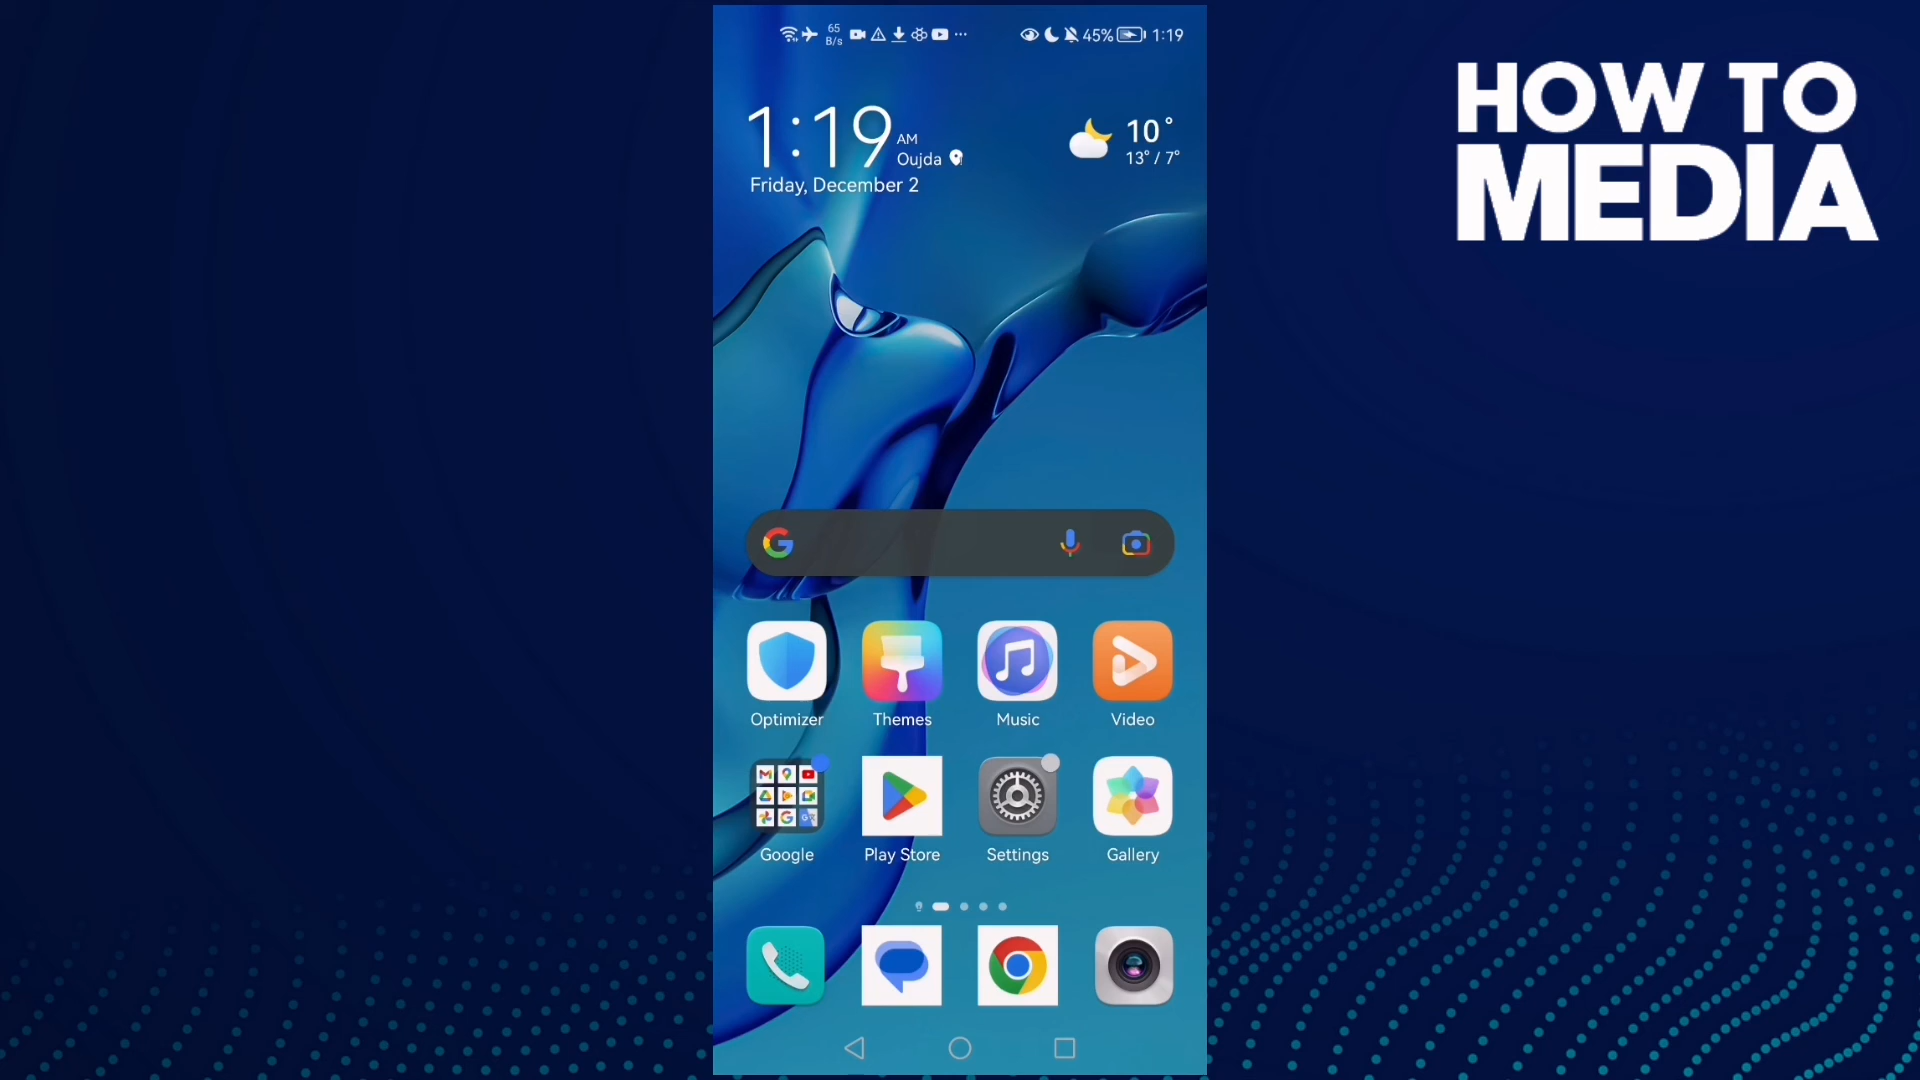 65
B/s
45% 1:19
HOW TO
MEDIA
1:19 AM
Oujda
Friday, December 2
10°
13° / 7°
Optimizer Themes Music Video
Google Play Store Settings Gallery